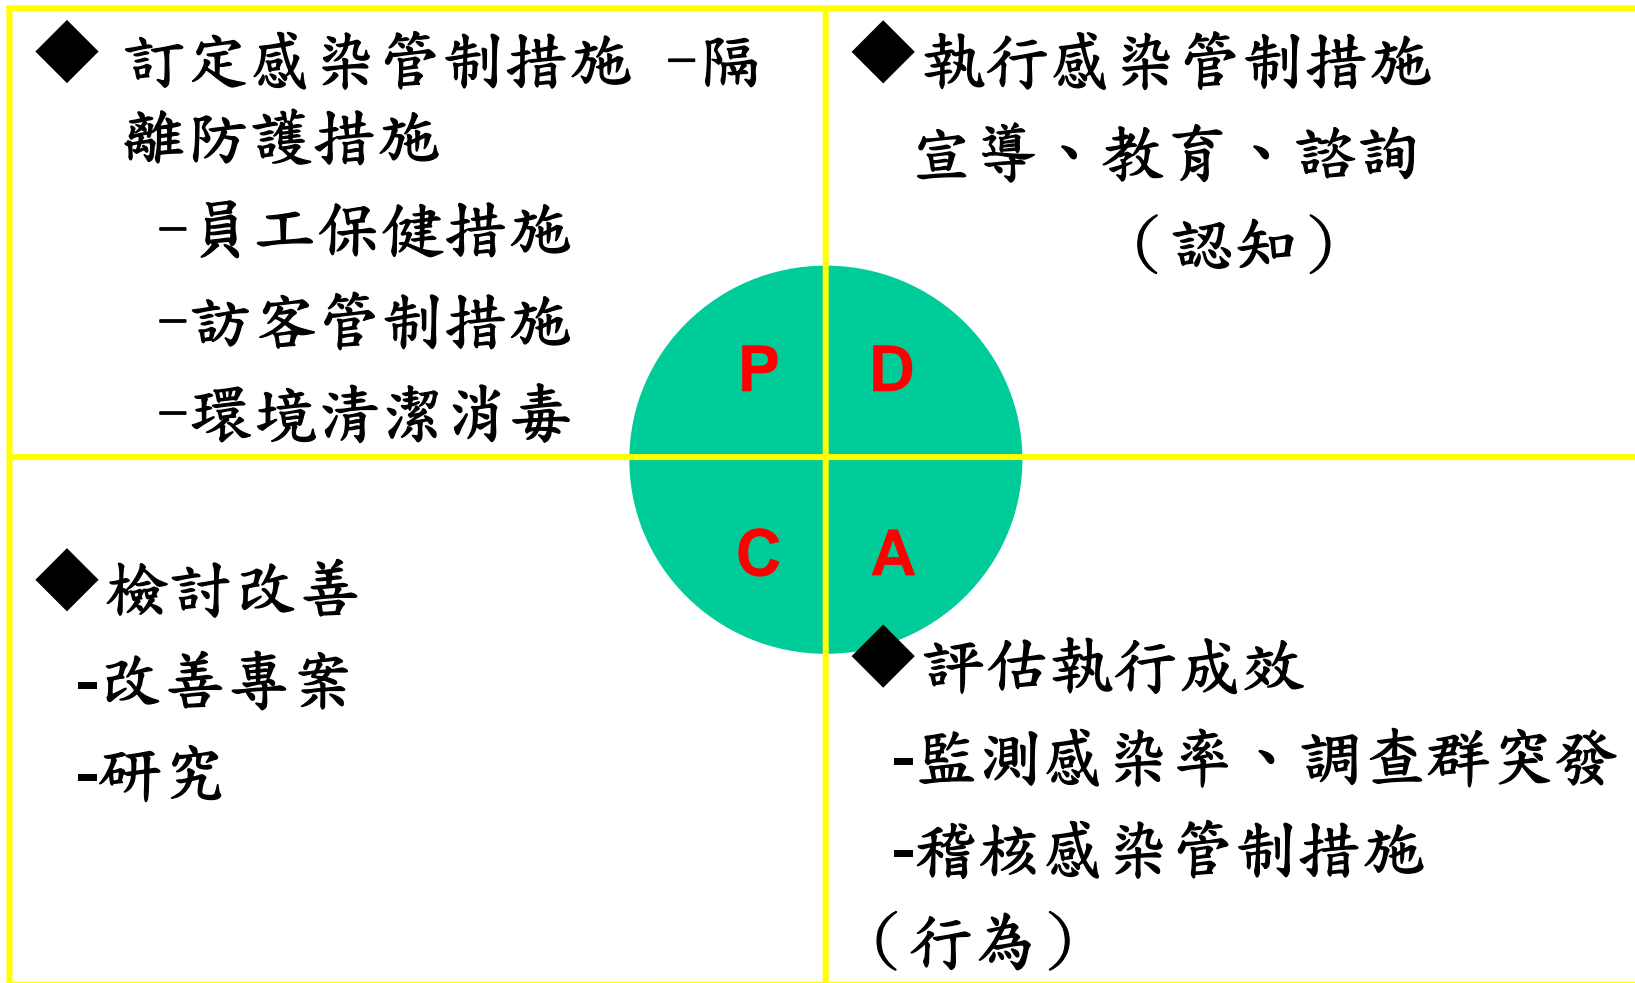 ◆ 訂定感染管制措施 -隔
離防護措施
-員工保健措施
-訪客管制措施
-環境清潔消毒
◆執行感染管制措施
宣導、教育、諮詢
（認知）
P
D
C
A
◆檢討改善
-改善專案
-研究
◆評估執行成效
-監測感染率、調查群突發
-稽核感染管制措施
（行為）